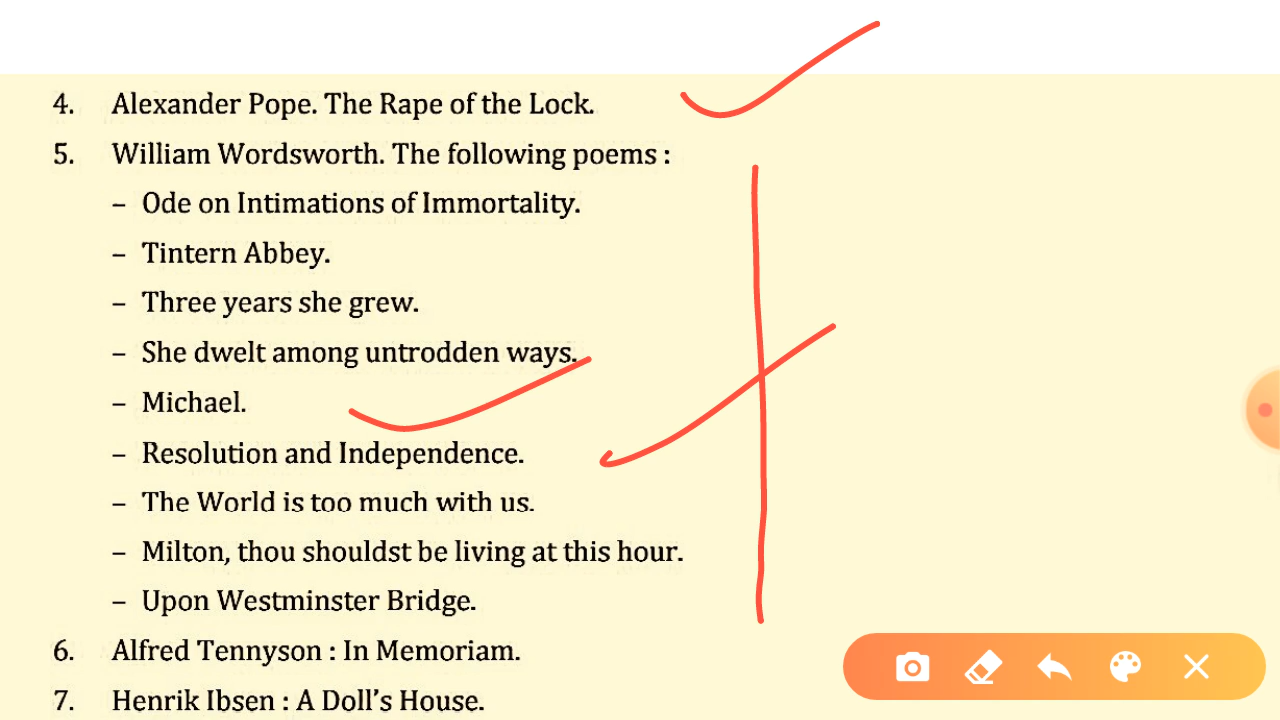 4. Alexander Pope. The Rape of the Lock.
5. William Wordsworth. The following poems :
– Ode on Intimations of Immortality.
– Tintern Abbey.
– Three years she grew.
– She dwelt among untrodden ways.
– Michael.
– Resolution and Independence.
– The World is too much with us.
– Milton, thou shouldst be living at this hour.
– Upon Westminster Bridge.
6. Alfred Tennyson : In Memoriam.
7. Henrik Ibsen : A Doll’s House.